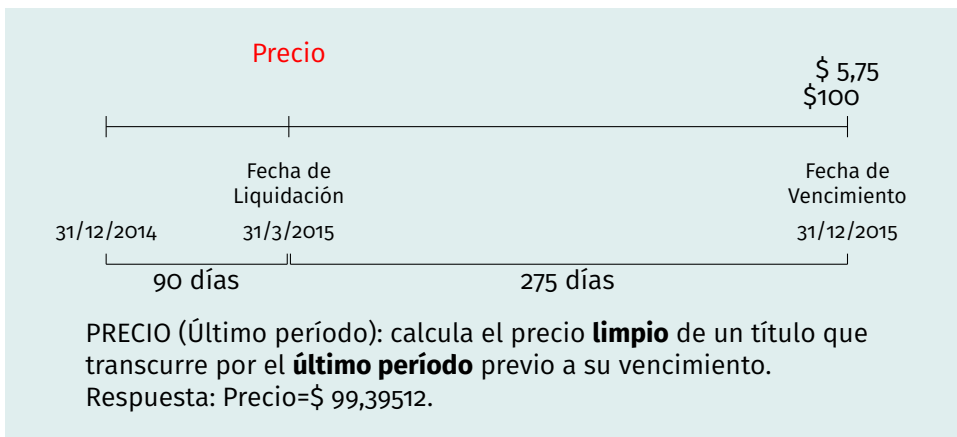 Precio
$ 5,75
$100
Fecha de Liquidación
Fecha de Vencimiento
31/12/2014
31/3/2015
31/12/2015
90 días
275 días
PRECIO (Último período): calcula el precio limpio de un título que
transcurre por el último período previo a su vencimiento.
Respuesta: Precio=$ 99,39512.